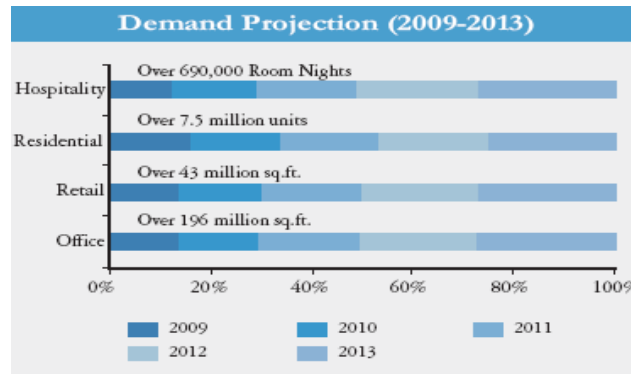 Demand Projection (2009-2013)
Over 690,000 Room Nights
Hospitality
Over 7.5 million units
Residential
Over 43 million sq.ft.
Retail
Over 196 million sq.ft.
Office
0% 20% 40% 60% 80% 100%
2009 2010 2011
2012 2013